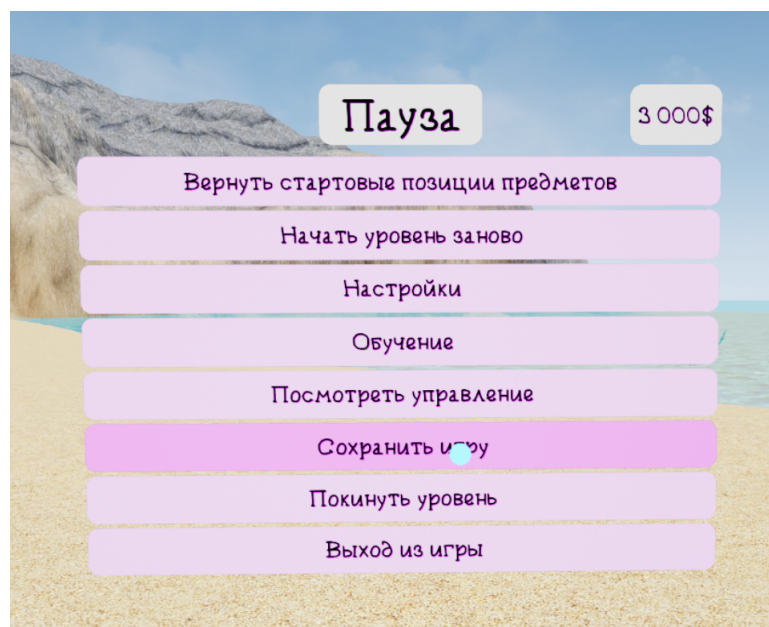 Пауза
3 000$
Вернуть стартовые позиции предметов
Начать уровень заново
Настройки
Обучение
Посмотреть управление
Сохранить игру
Покинуть уровень
Выход из игры